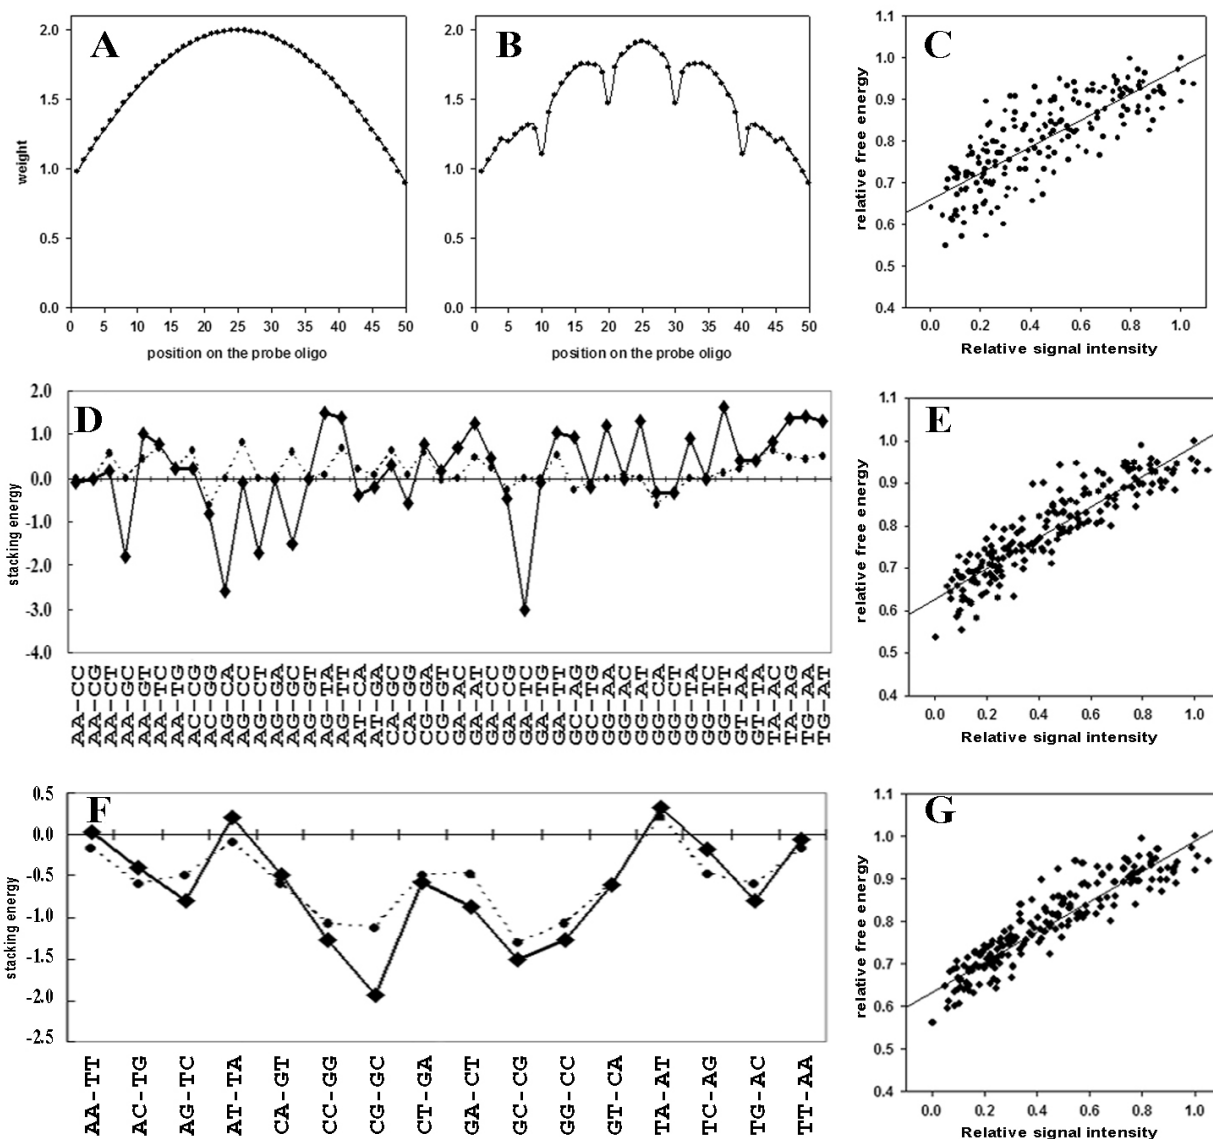 A
weight
2.0
1.5
1.0
0.5
0.0
0 5 10 15 20 25 30 35 40 45 50
position on the probe oligo
B
2.0
1.5
1.0
0.5
0.0
0 5 10 15 20 25 30 35 40 45 50
position on the probe oligo
C
relative free energy
1.1
1.0
0.9
0.8
0.7
0.6
0.5
0.4
0.0 0.2 0.4 0.6 0.8 1.0
Relative signal intensity
D
stacking energy
2.0
1.0
0.0
-1.0
-2.0
-3.0
-4.0
AA-CC
AA-CG
AA-CT
AA-GC
AA-GT
AA-TC
AA-TG
AC-CG
AC-GG
AG-CA
AG-CC
AG-CT
AG-GA
AG-GC
AG-GT
AG-TA
AG-TT
AT-CA
AT-GA
CA-GC
CA-GG
CG-GA
CG-GT
GA-AC
GA-AT
GA-CC
GA-CG
GA-TC
GA-TG
GA-TT
GC-AG
GC-TG
GG-AA
GG-AC
GG-AT
GG-CA
GG-CT
GG-TA
GG-TC
GG-TT
GT-AA
GT-TA
TA-AC
TA-AG
TG-AA
TG-AT
E
relative free energy
1.1
1.0
0.9
0.8
0.7
0.6
0.5
0.4
0.0 0.2 0.4 0.6 0.8 1.0
Relative signal intensity
F
stacking energy
0.5
0.0
-0.5
-1.0
-1.5
-2.0
-2.5
AA-TT
AC-TG
AG-TC
AT-TA
CA-GT
CC-GG
CG-GC
CT-GA
GA-CT
GC-CG
GG-CC
GT-CA
TA-AT
TC-AG
TG-AC
TT-AA
G
relative free energy
1.1
1.0
0.9
0.8
0.7
0.6
0.5
0.4
0.0 0.2 0.4 0.6 0.8 1.0
Relative signal intensity